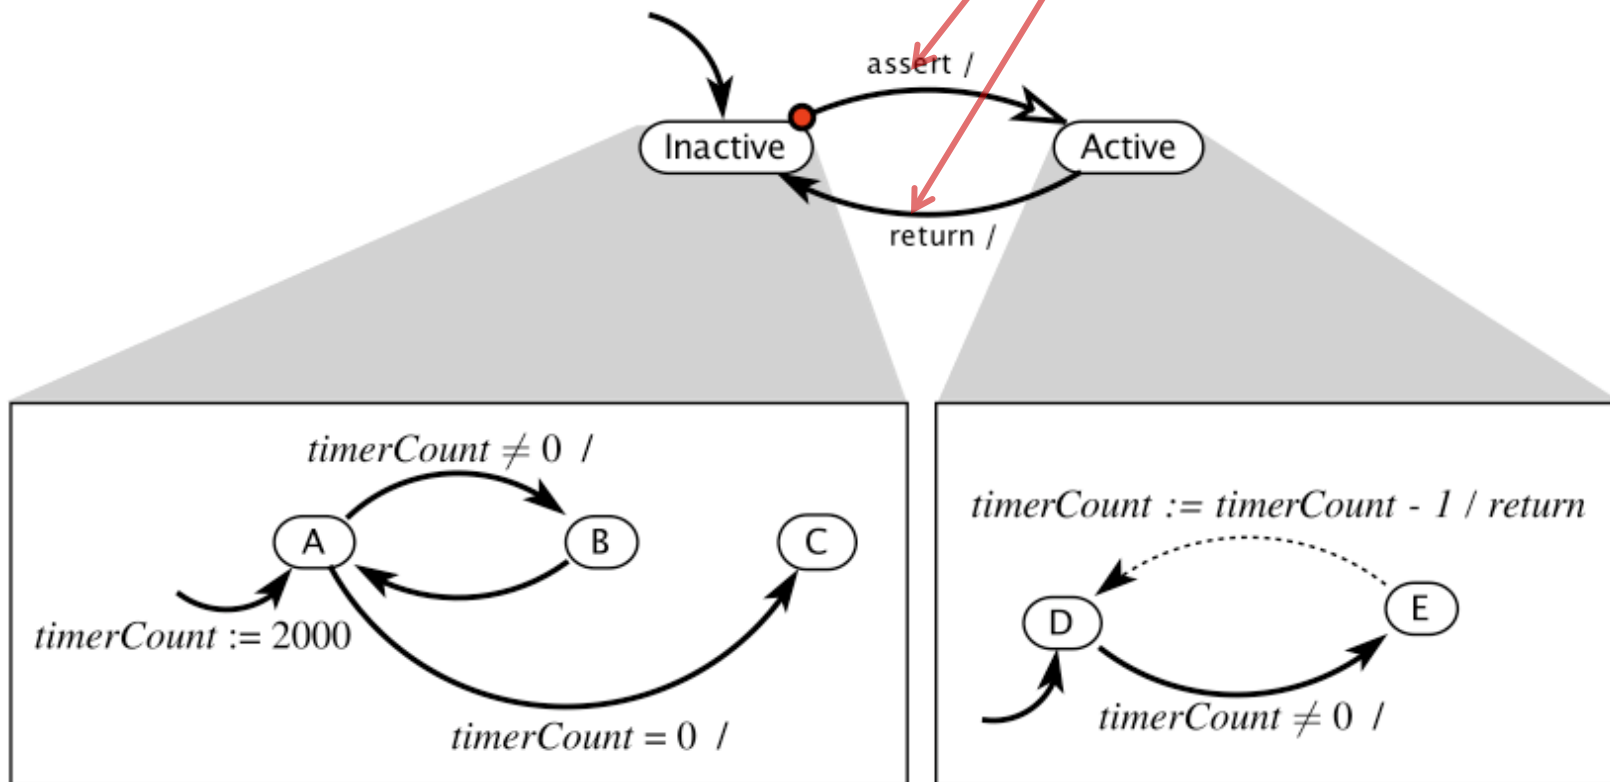 assert /
Inactive
Active
return /
timerCount ≠ 0 /
A
B
C
timerCount := 2000
timerCount = 0 /
timerCount := timerCount - 1 / return
D
E
timerCount ≠ 0 /